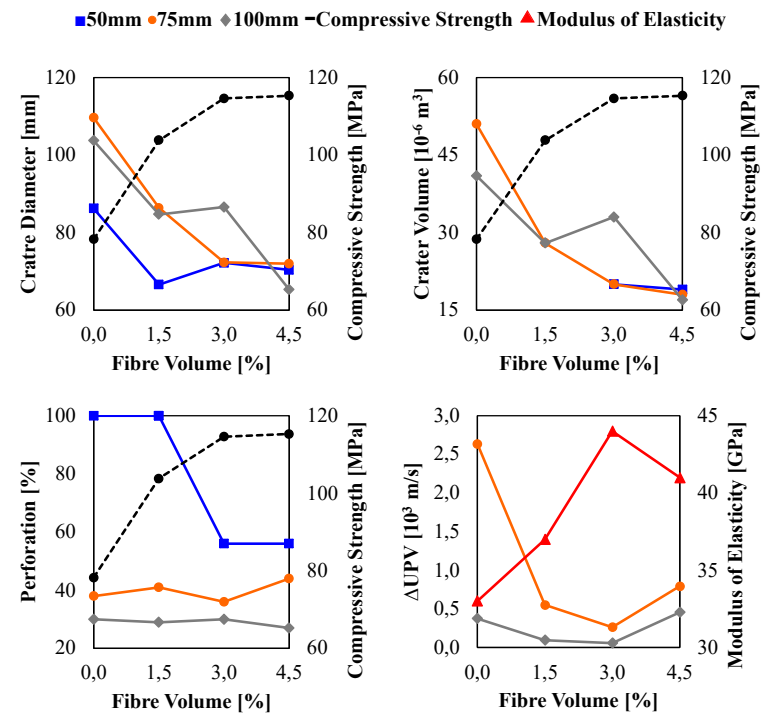 50mm 75mm 100mm Compressive Strength Modulus of Elasticity
120 120 60 120
100 100 45 100
80 80 30 80
60 60 15 60
0,0 1,5 3,0 4,5 0,0 1,5 3,0 4,5
Cratre Diameter [mm]
Compressive Strength [MPa]
Crater Volume [10⁻⁶ m³]
Compressive Strength [MPa]
Fibre Volume [%] Fibre Volume [%]
100 120 3,0 45
80 100 2,5 40
60 80 2,0 35
40 60 1,5 30
20 1,0
0,5
0,0
0,0 1,5 3,0 4,5 0,0 1,5 3,0 4,5
Perforation [%]
Compressive Strength [MPa]
ΔUPV [10³ m/s]
Modulus of Elasticity [GPa]
Fibre Volume [%] Fibre Volume [%]